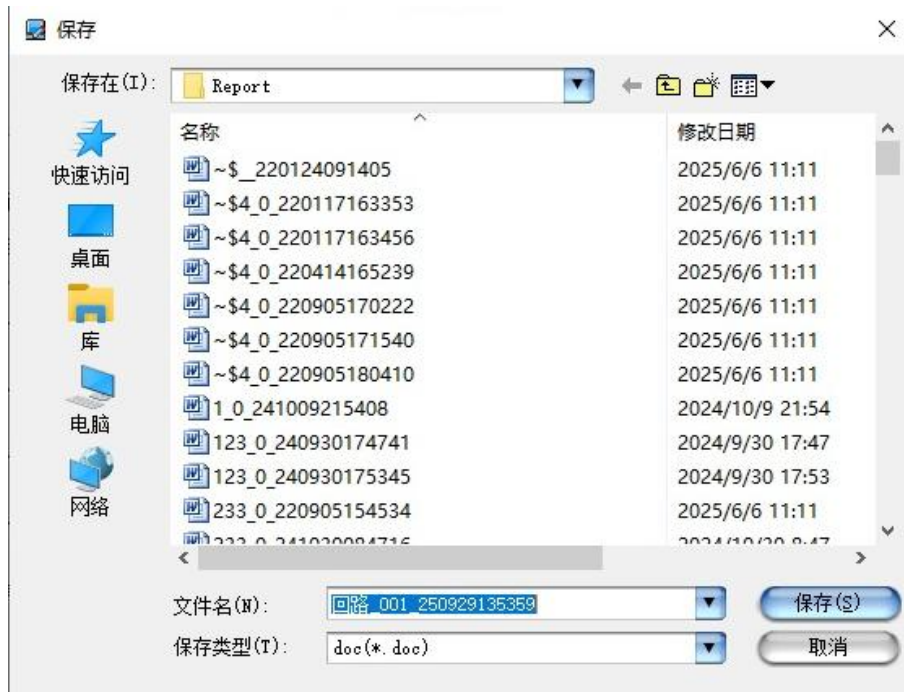 保存
保存在(I):
Report
名称
修改日期
~$__220124091405
2025/6/6 11:11
~$4_0_220117163353
2025/6/6 11:11
~$4_0_220117163456
2025/6/6 11:11
~$4_0_220414165239
2025/6/6 11:11
~$4_0_220905170222
2025/6/6 11:11
~$4_0_220905171540
2025/6/6 11:11
~$4_0_220905180410
2025/6/6 11:11
1_0_241009215408
2024/10/9 21:54
123_0_240930174741
2024/9/30 17:47
123_0_240930175345
2024/9/30 17:53
233_0_220905154534
2025/6/6 11:11
快速访问
桌面
库
电脑
网络
文件名(N):
回路_001_250929135359
保存(S)
保存类型(T):
doc(*.doc)
取消